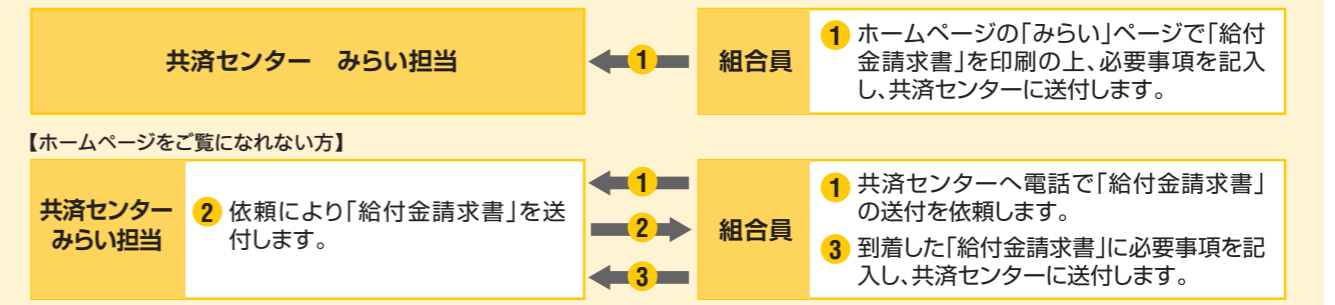 共済センター　みらい担当
1
組合員
1 ホームページの「みらい」ページで「給付
金請求書」を印刷の上、必要事項を記入
し、共済センターに送付します。
【ホームページをご覧になれない方】
共済センター
みらい担当
2 依頼により「給付金請求書」を送
付します。
1
2
3
組合員
1 共済センターへ電話で「給付金請求書」
の送付を依頼します。
3 到着した「給付金請求書」に必要事項を記
入し、共済センターに送付します。